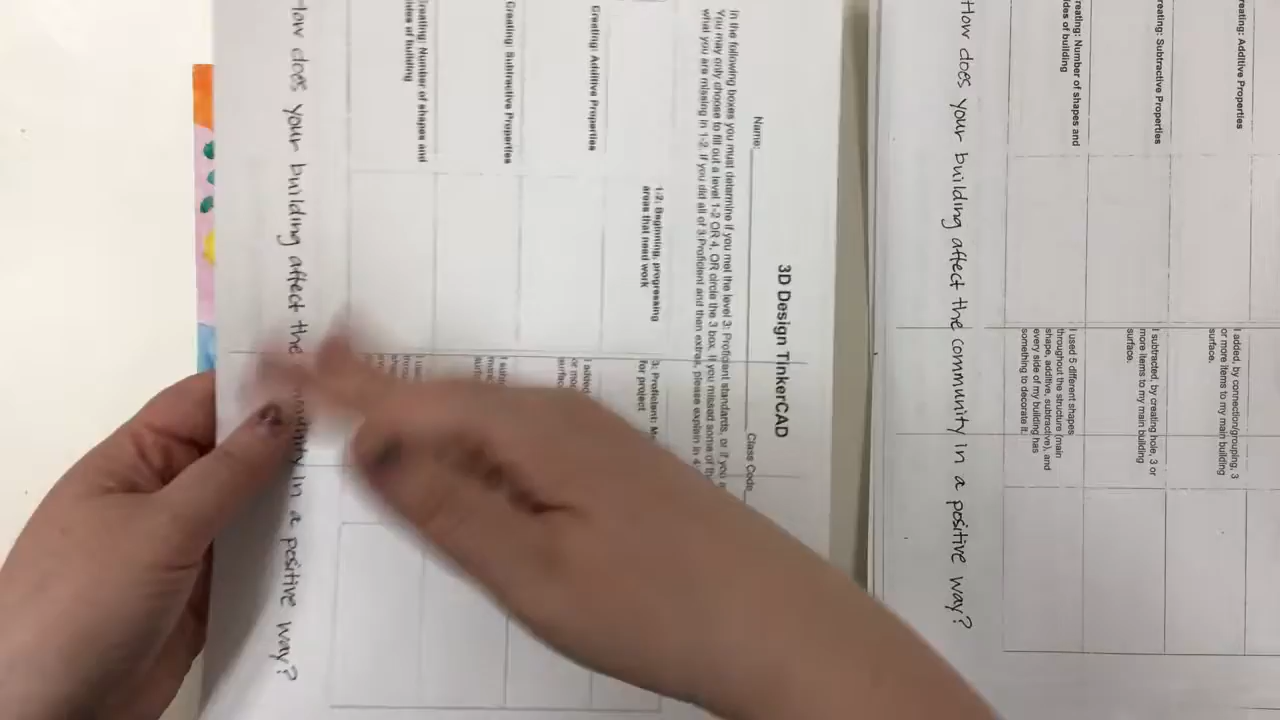 3D Design TinkerCAD
Name: Class Code
In the following boxes you must determine if you met the level 3: Proficient standards, or if you
You may only choose to fill out a level 1-2 OR 4, OR circle the 3 box. If you missed some of
what you are missing in 1-2. If you did all of 3:Proficient and then extras, please explain in 4
1-2: Beginning, progressing
areas that need work
3: Proficient:
for project
Creating: Additive Properties
I added
or more
surface
Creating: Subtractive Properties
Creating: Number of shapes and
sides of building
How does your building affect the community in a positive way?
reating: Additive Properties
I added, by connection/grouping, 3
or more items to my main building
surface.
reating: Subtractive Properties
I subtracted, by creating hole, 3 or
more items to my main building
surface.
reating: Number of shapes and
ides of building
I used 5 different shapes
throughout the structure (main
shape, additive, subtractive), and
every side of my building has
something to decorate it.
How does your building affect the community in a positive way?